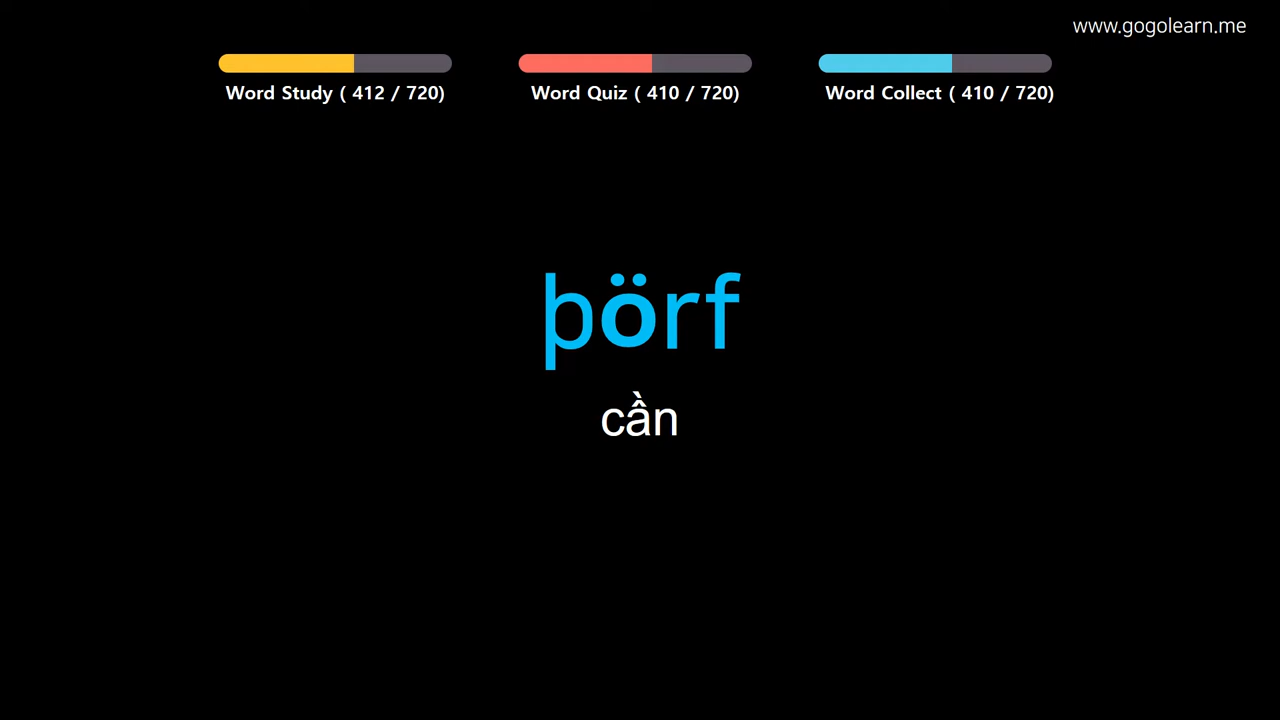 www.gogolearn.me
Word Study ( 412 / 720)
Word Quiz ( 410 / 720)
Word Collect ( 410 / 720)
þörf
cần